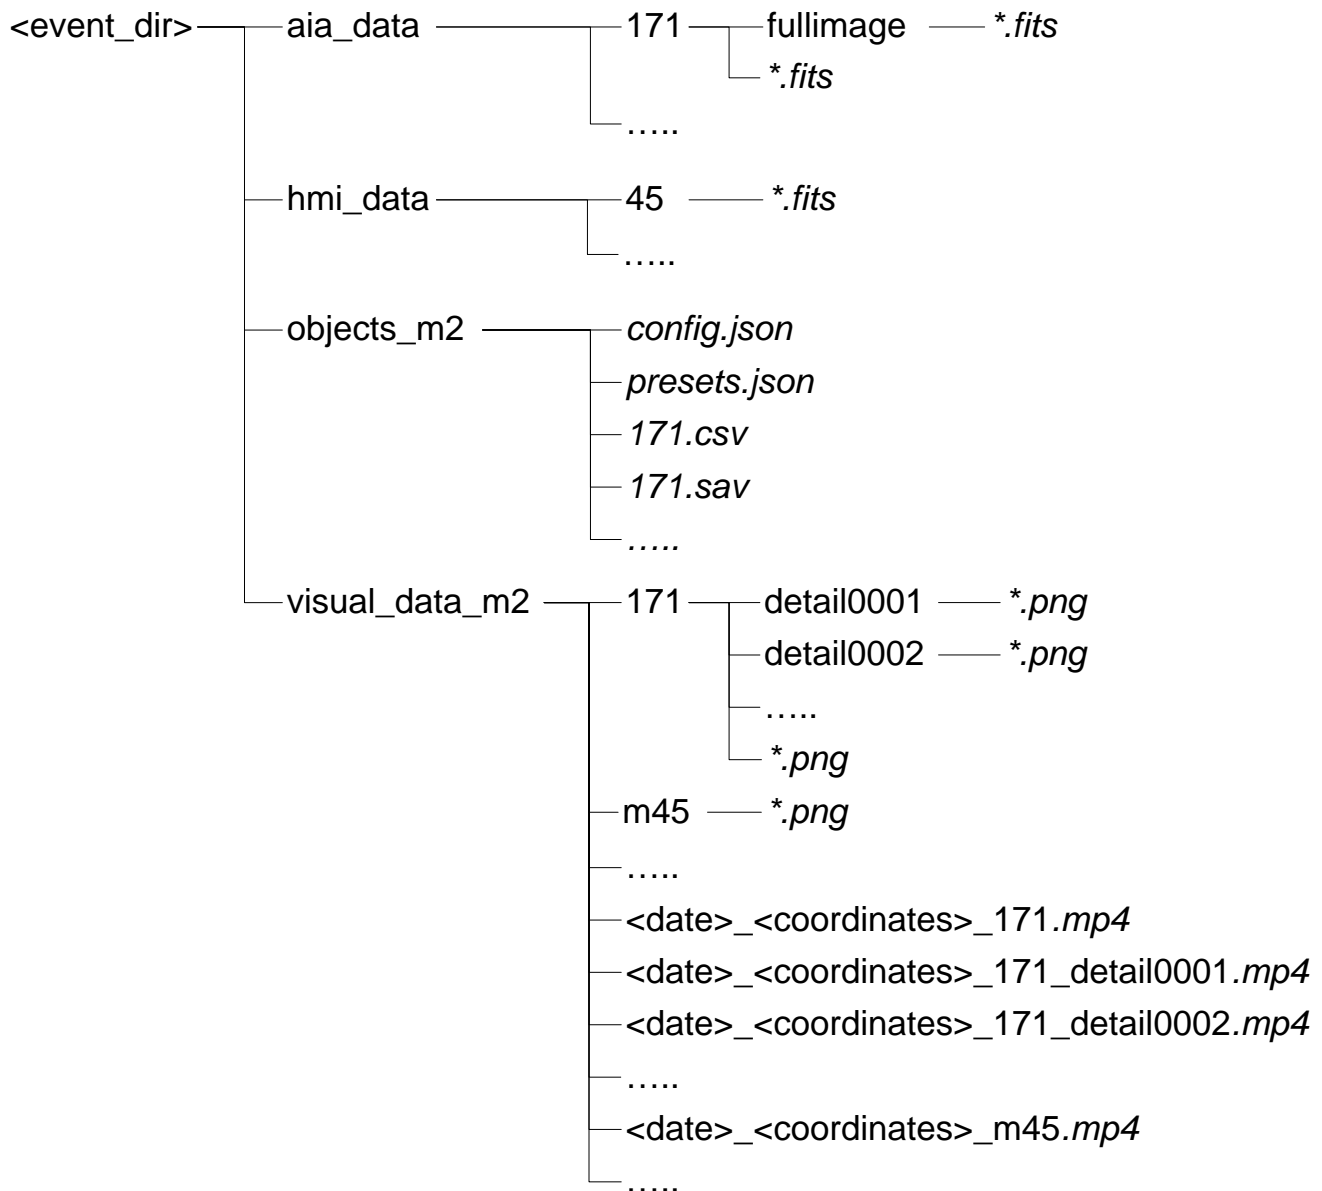 <event_dir> aia_data 171 fullimage *.fits
*.fits
.....
hmi_data 45 *.fits
.....
objects_m2 config.json
presets.json
171.csv
171.sav
.....
visual_data_m2 171 detail0001 *.png
detail0002 *.png
.....
*.png
m45 *.png
.....
<date>_<coordinates>_171.mp4
<date>_<coordinates>_171_detail0001.mp4
<date>_<coordinates>_171_detail0002.mp4
.....
<date>_<coordinates>_m45.mp4
.....